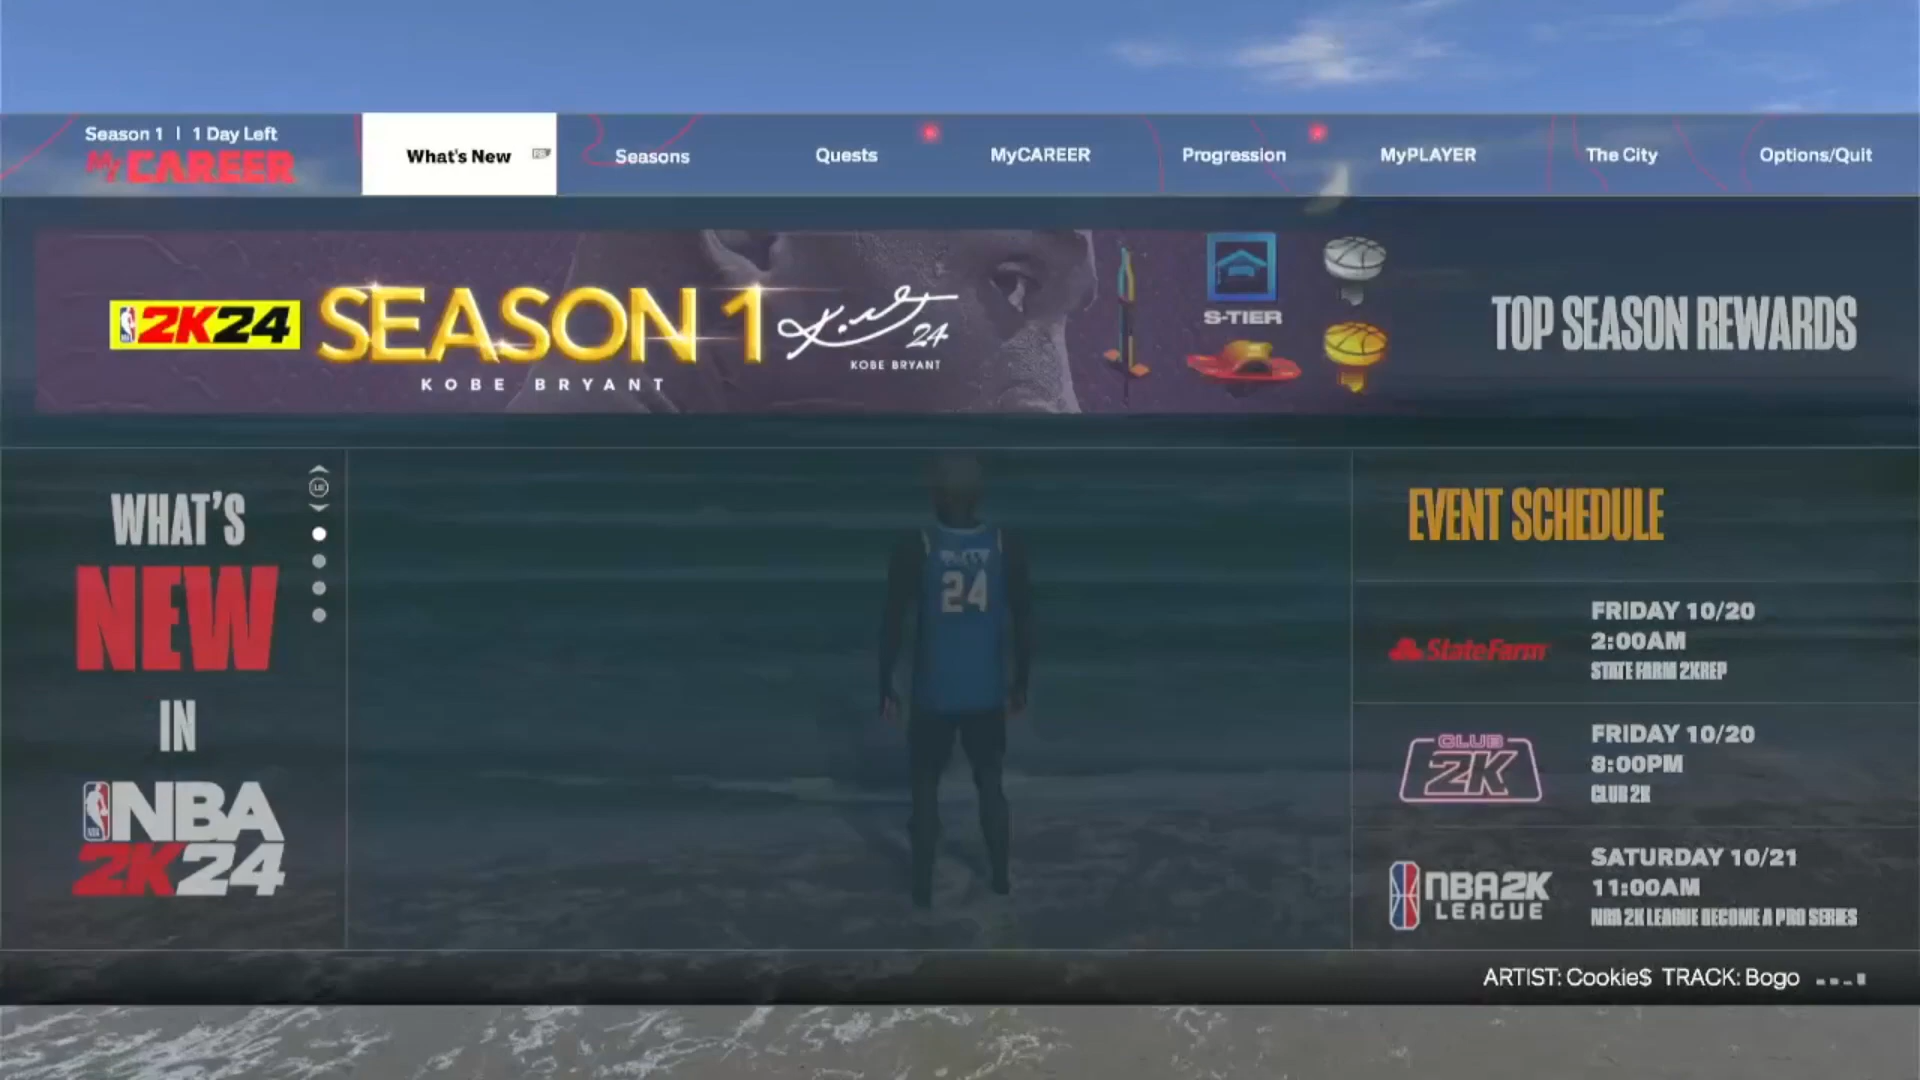 Season 1 | 1 Day Left
My CAREER
What's New
Seasons
Quests
MyCAREER
Progression
MyPLAYER
The City
Options/Quit
2K24
SEASON 1
24
KOBE BRYANT
KOBE BRYANT
S-TIER
TOP SEASON REWARDS
WHAT'S
NEW
IN
NBA
2K24
24
EVENT SCHEDULE
StateFarm
FRIDAY 10/20
2:00AM
STATE FARM 2KREP
CLUB
2K
FRIDAY 10/20
8:00PM
CLUB 2K
NBA2K
LEAGUE
SATURDAY 10/21
11:00AM
NBA 2K LEAGUE BECOME A PRO SERIES
ARTIST: Cookie$ TRACK: Bogo